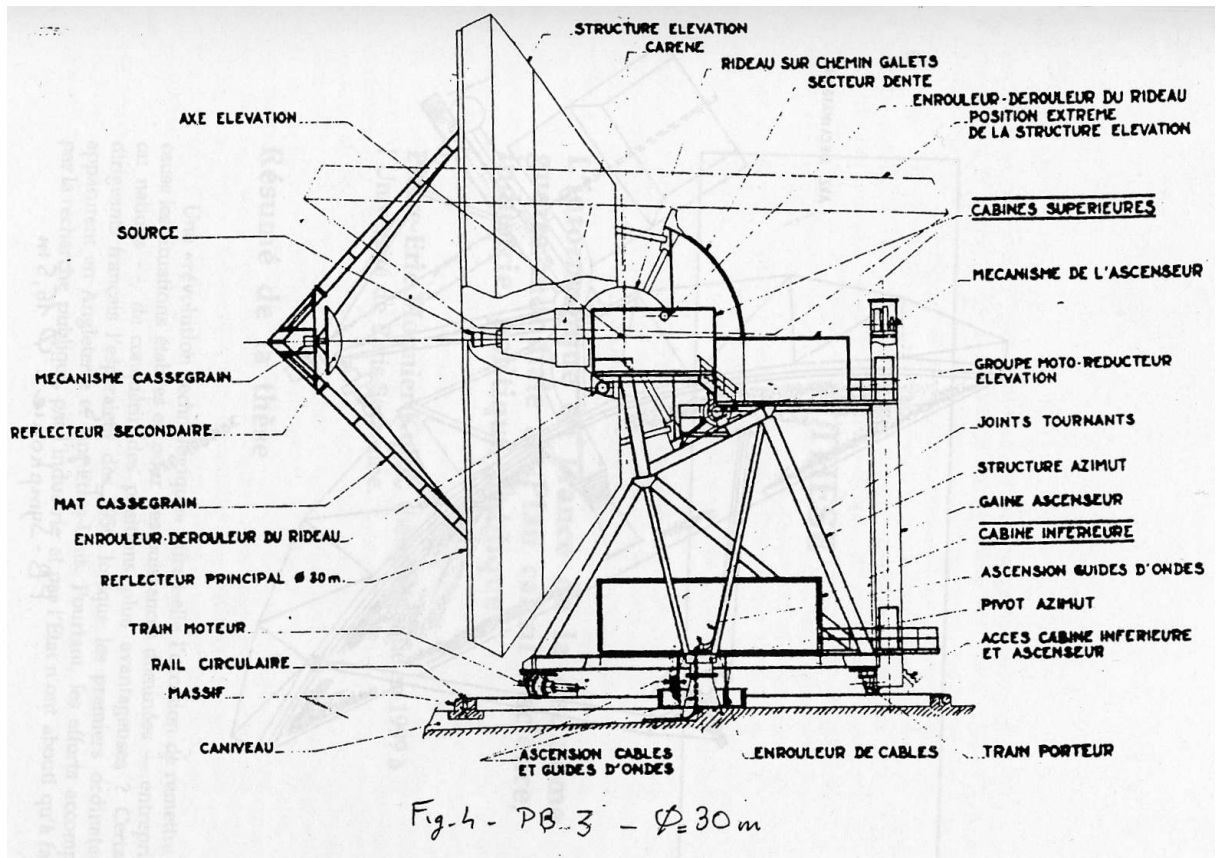 STRUCTURE ELEVATION
CARENE
RIDEAU SUR CHEMIN GALETS
SECTEUR DENTE
ENROULEUR-DEROULEUR DU RIDEAU
POSITION EXTREME
DE LA STRUCTURE ELEVATION
AXE ELEVATION
CABINES SUPERIEURES
SOURCE
MECANISME DE L'ASCENSEUR
MECANISME CASSEGRAIN
GROUPE MOTO-REDUCTEUR
ELEVATION
REFLECTEUR SECONDAIRE
JOINTS TOURNANTS
STRUCTURE AZIMUT
MAT CASSEGRAIN
GAINE ASCENSEUR
ENROULEUR-DEROULEUR DU RIDEAU
CABINE INFERIEURE
REFLECTEUR PRINCIPAL Ø 30 m.
ASCENSION GUIDES D'ONDES
PIVOT AZIMUT
TRAIN MOTEUR
ACCES CABINE INFERIEURE
ET ASCENSEUR
RAIL CIRCULAIRE
MASSIF
CANIVEAU
ASCENSION CABLES
ET GUIDES D'ONDES
ENROULEUR DE CABLES
TRAIN PORTEUR
Fig. 4 - PB-3 - Ø=30m
Résumé de la thèse